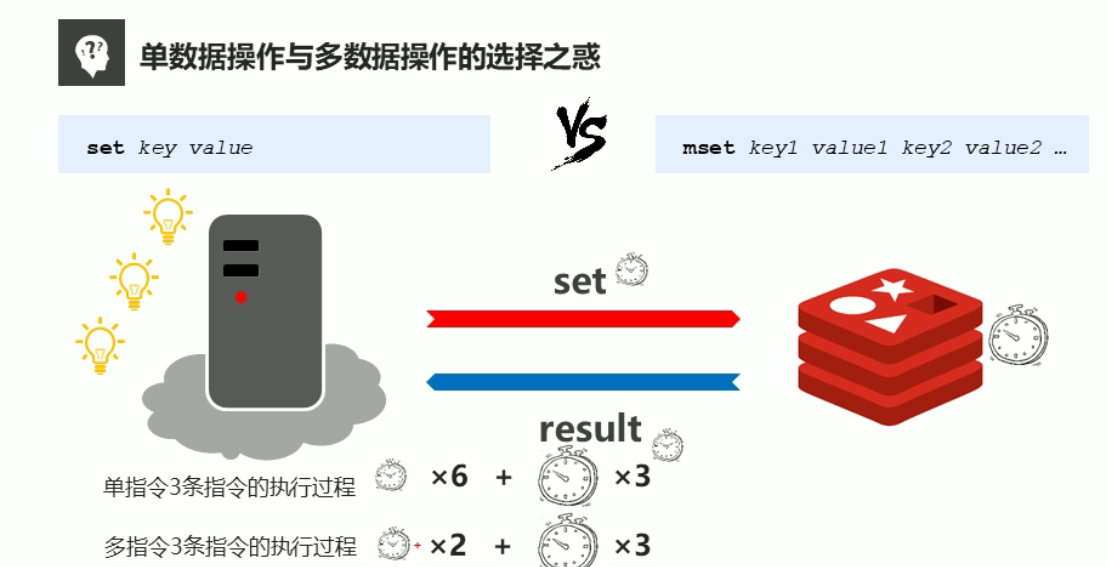 单数据操作与多数据操作的选择之惑
set key value
VS
mset key1 value1 key2 value2 …
set
result
单指令3条指令的执行过程 ×6 + ×3
多指令3条指令的执行过程 + ×2 + ×3